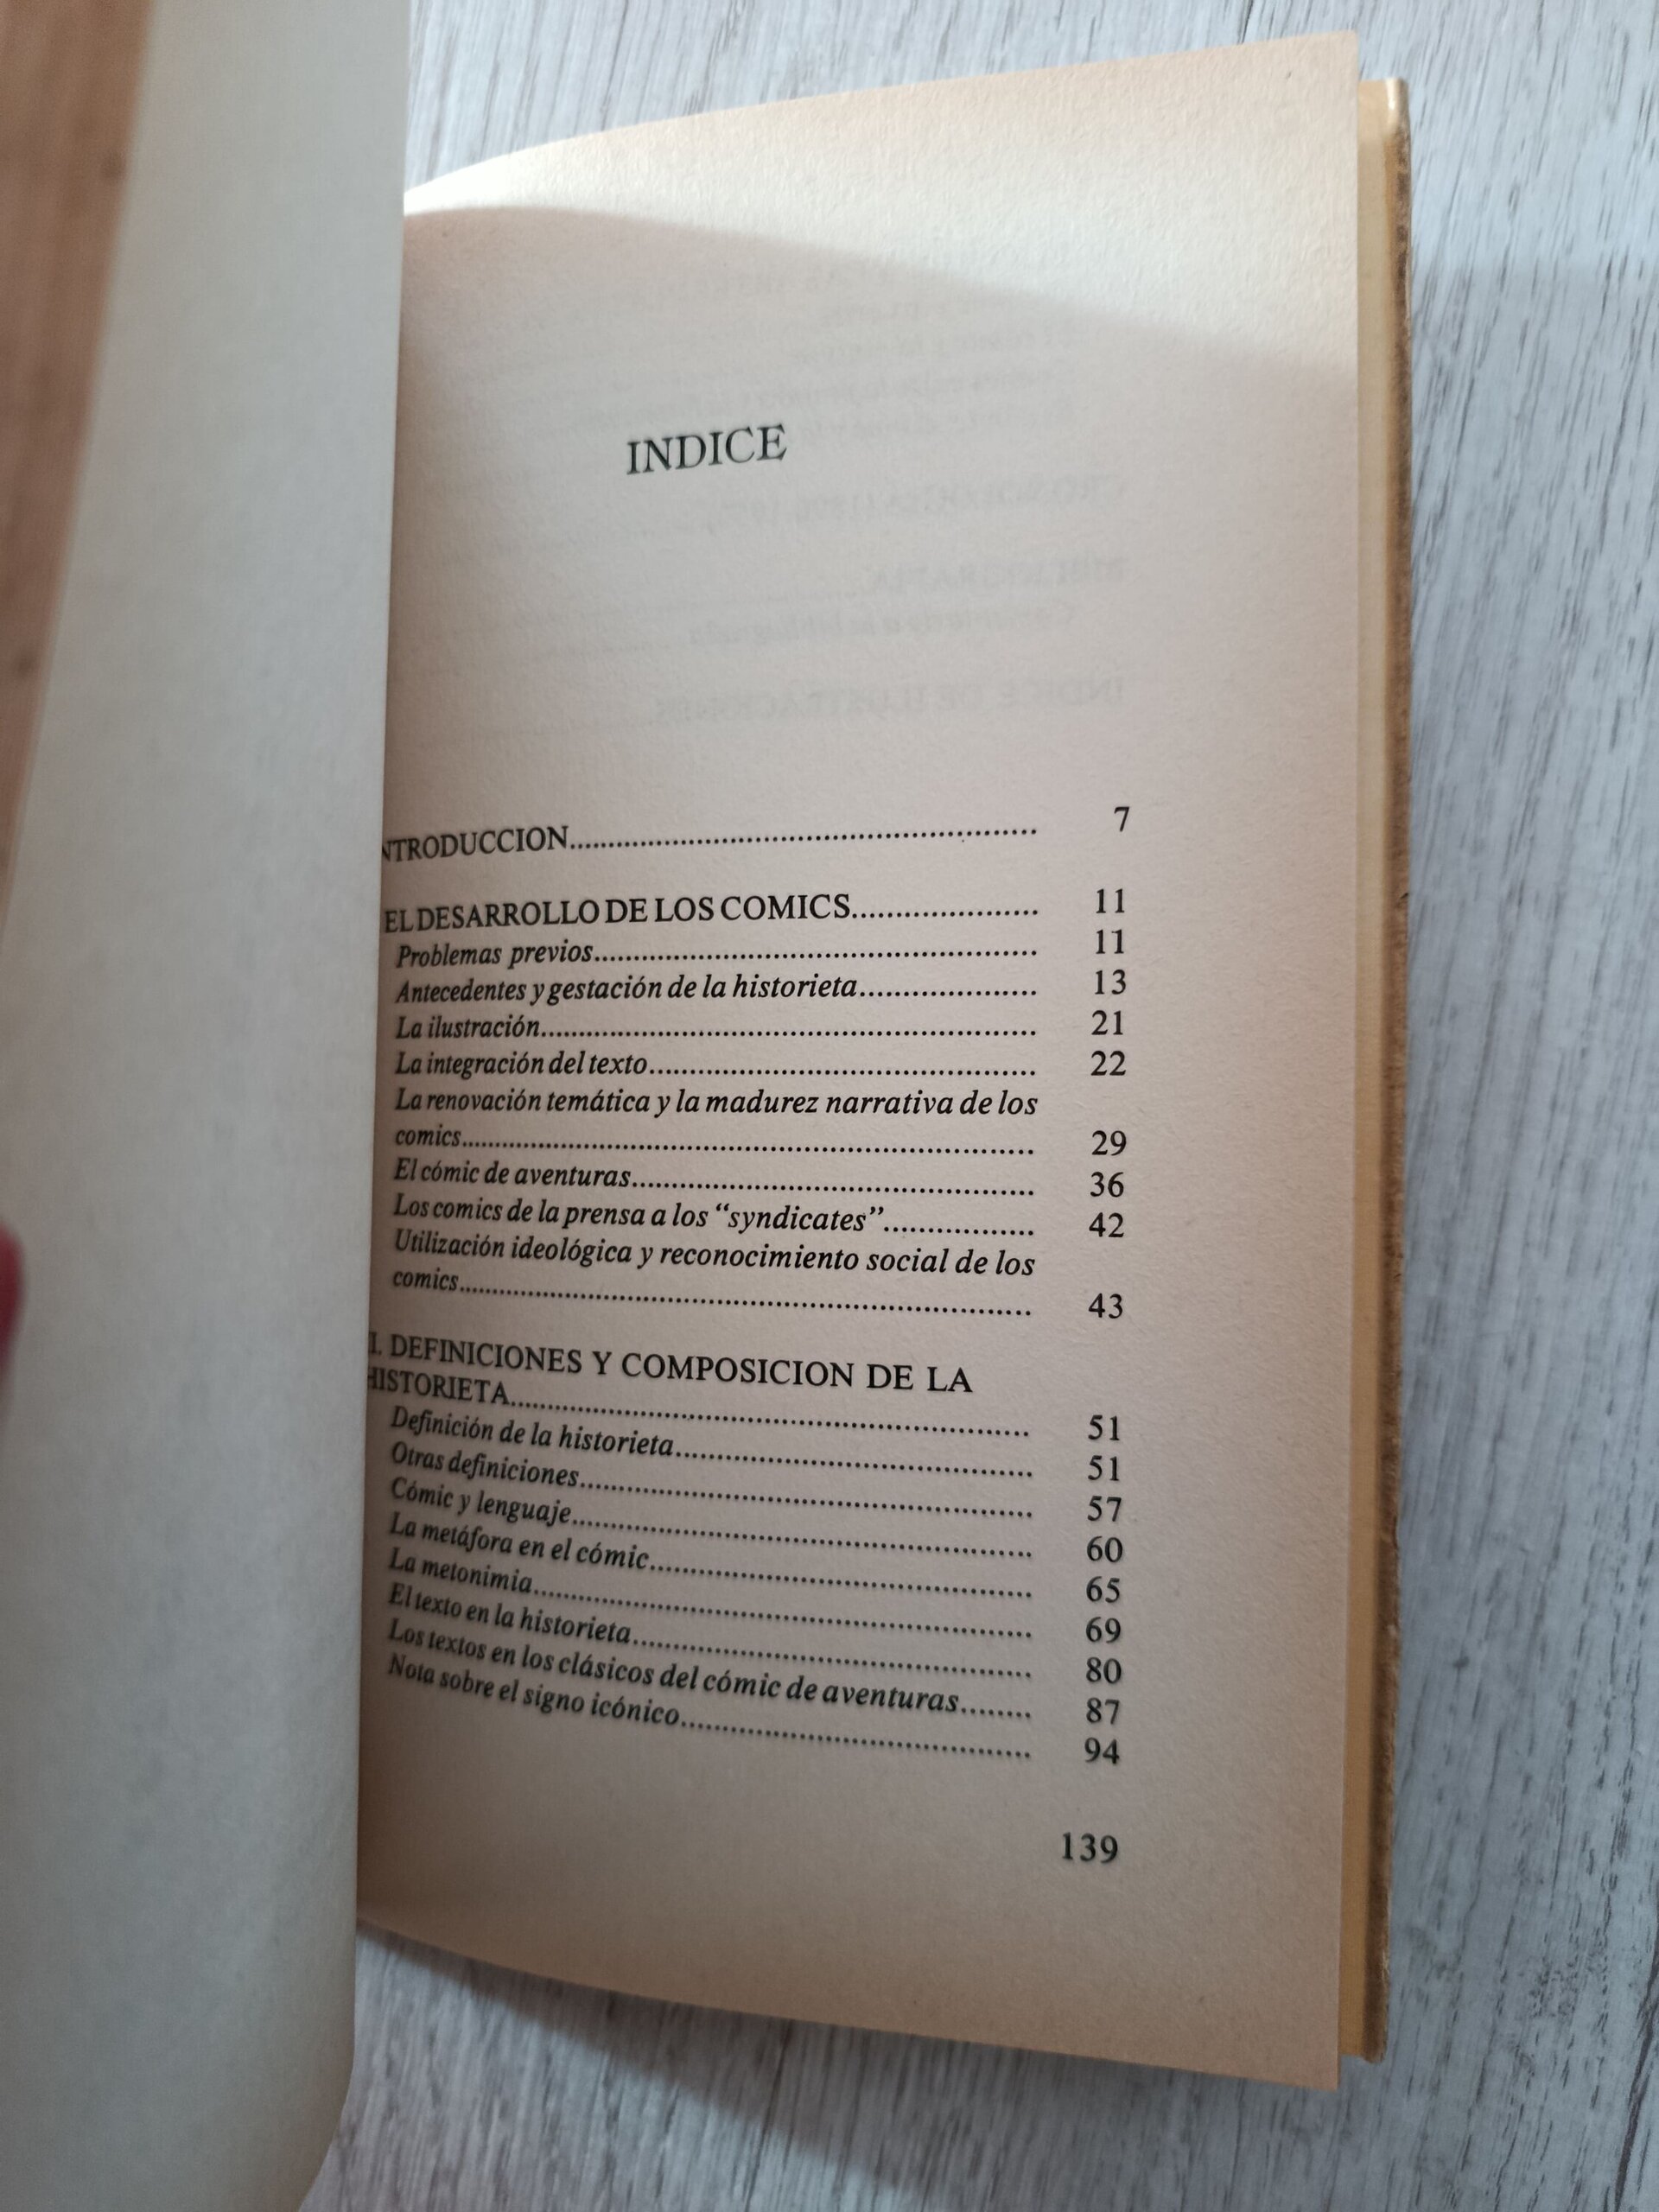 INDICE
NTRODUCCION.................... 7
EL DESARROLLO DE LOS COMICS.................... 11
Problemas previos.................... 11
Antecedentes y gestación de la historieta.................... 13
La ilustración.................... 21
La integración del texto.................... 22
La renovación temática y la madurez narrativa de los
comics.................... 29
El cómic de aventuras.................... 36
Los comics de la prensa a los “syndicates”.................... 42
Utilización ideológica y reconocimiento social de los
comics.................... 43
I. DEFINICIONES Y COMPOSICION DE LA
HISTORIETA.................... 51
Definición de la historieta.................... 51
Otras definiciones.................... 57
Cómic y lenguaje.................... 60
La metáfora en el cómic.................... 65
La metonimia.................... 69
El texto en la historieta.................... 80
Los textos en los clásicos del cómic de aventuras........ 87
Nota sobre el signo icónico.................... 94
139